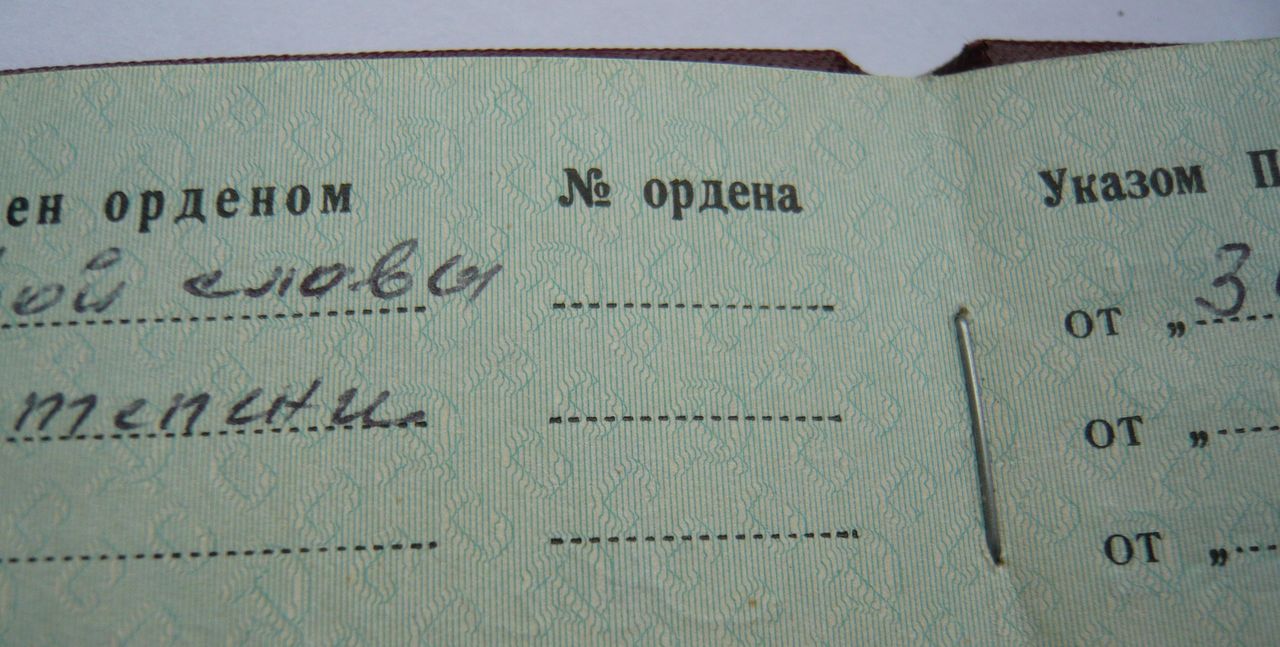 ен орденом № ордена Указом П
ой славы от „ 3
тепени. от „
от „